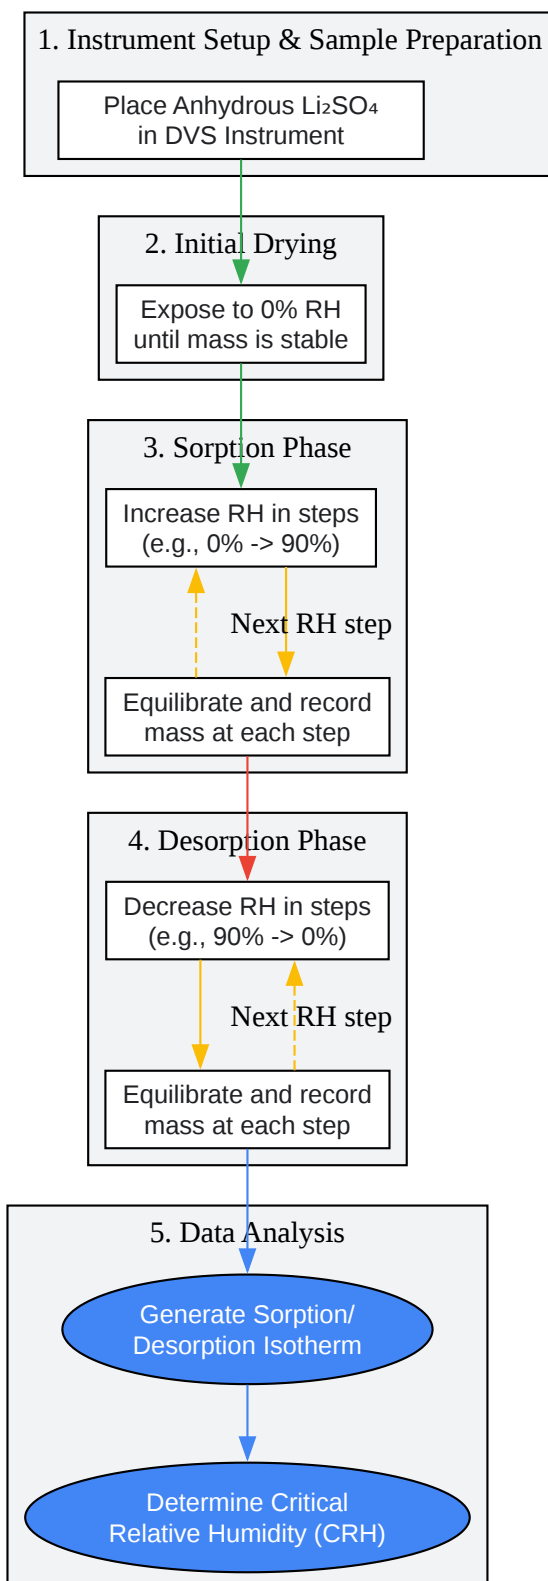 1. Instrument Setup & Sample Preparation
Place Anhydrous Li₂SO₄
in DVS Instrument
2. Initial Drying
Expose to 0% RH
until mass is stable
3. Sorption Phase
Increase RH in steps
(e.g., 0% -> 90%)
Next RH step
Equilibrate and record
mass at each step
4. Desorption Phase
Decrease RH in steps
(e.g., 90% -> 0%)
Next RH step
Equilibrate and record
mass at each step
5. Data Analysis
Generate Sorption/
Desorption Isotherm
Determine Critical
Relative Humidity (CRH)